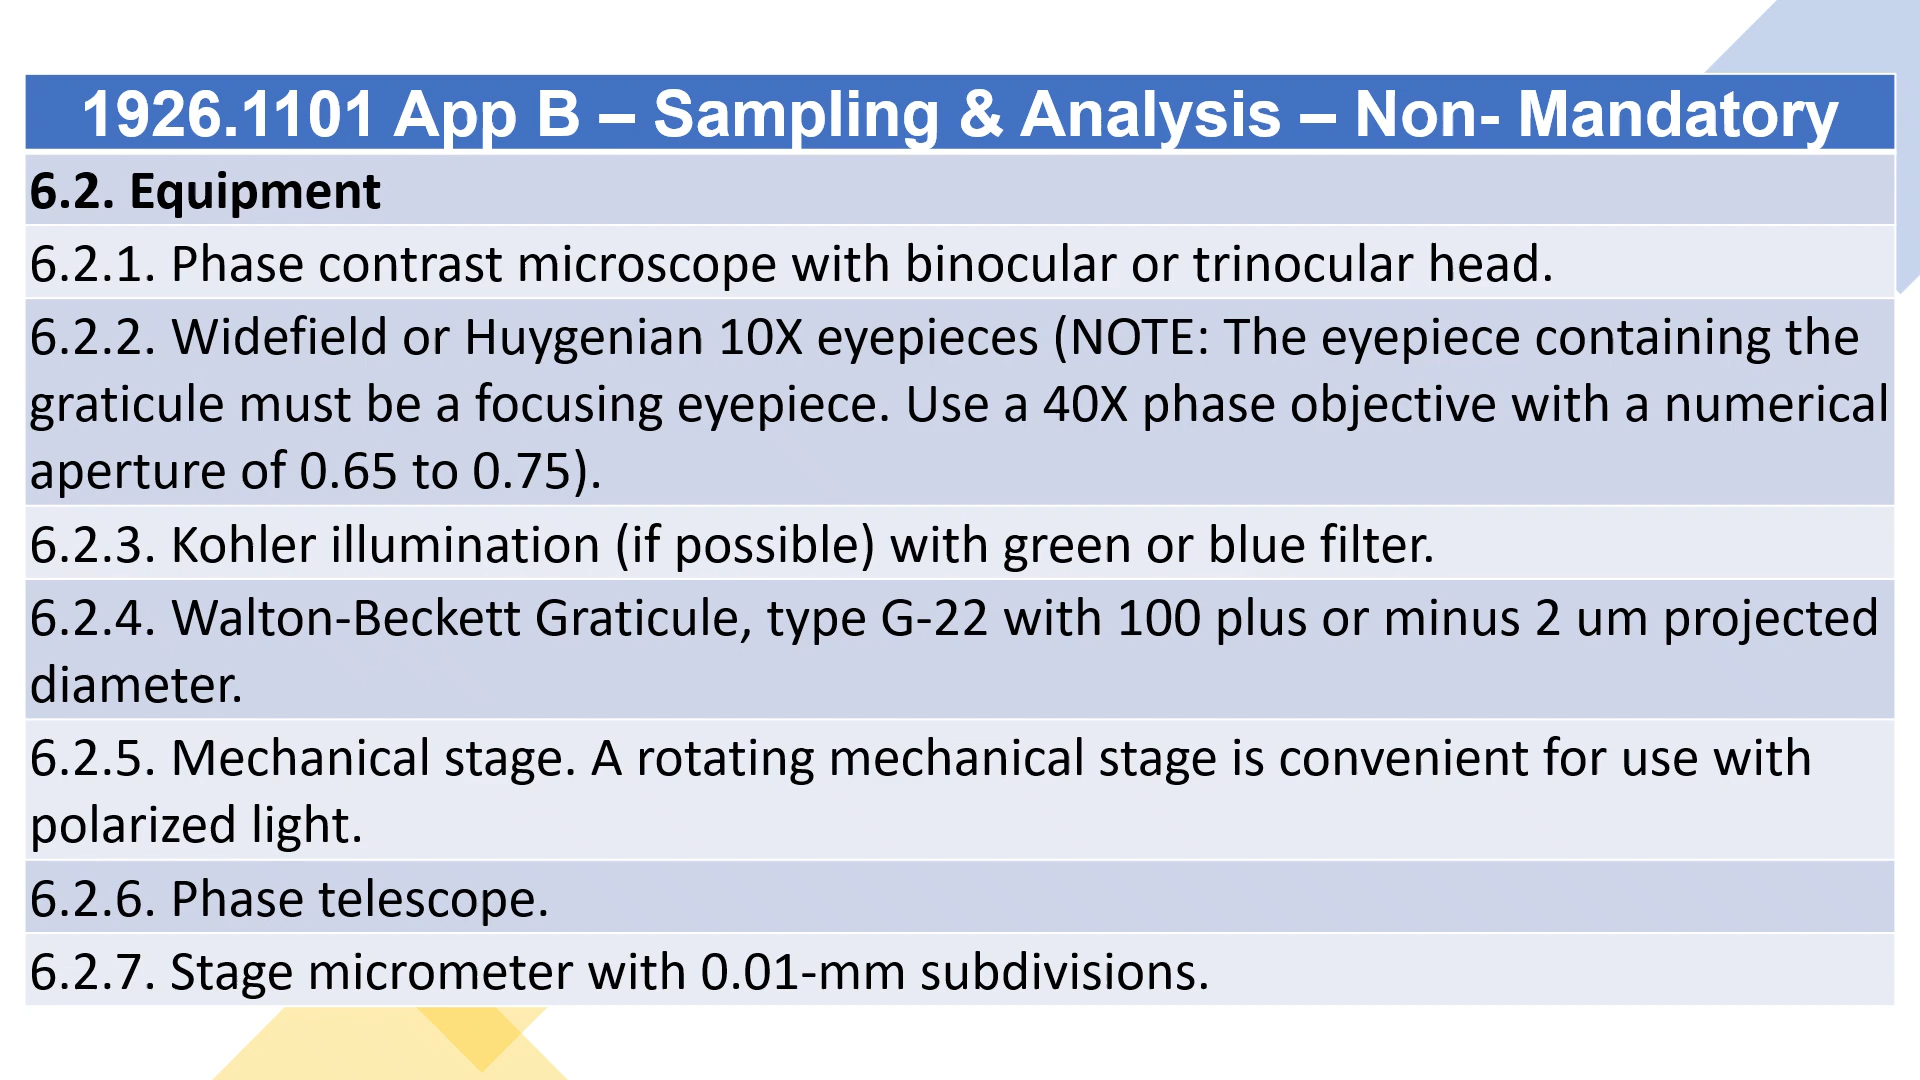 1926.1101 App B – Sampling & Analysis – Non- Mandatory
6.2. Equipment
6.2.1. Phase contrast microscope with binocular or trinocular head.
6.2.2. Widefield or Huygenian 10X eyepieces (NOTE: The eyepiece containing the
graticule must be a focusing eyepiece. Use a 40X phase objective with a numerical
aperture of 0.65 to 0.75).
6.2.3. Kohler illumination (if possible) with green or blue filter.
6.2.4. Walton-Beckett Graticule, type G-22 with 100 plus or minus 2 um projected
diameter.
6.2.5. Mechanical stage. A rotating mechanical stage is convenient for use with
polarized light.
6.2.6. Phase telescope.
6.2.7. Stage micrometer with 0.01-mm subdivisions.